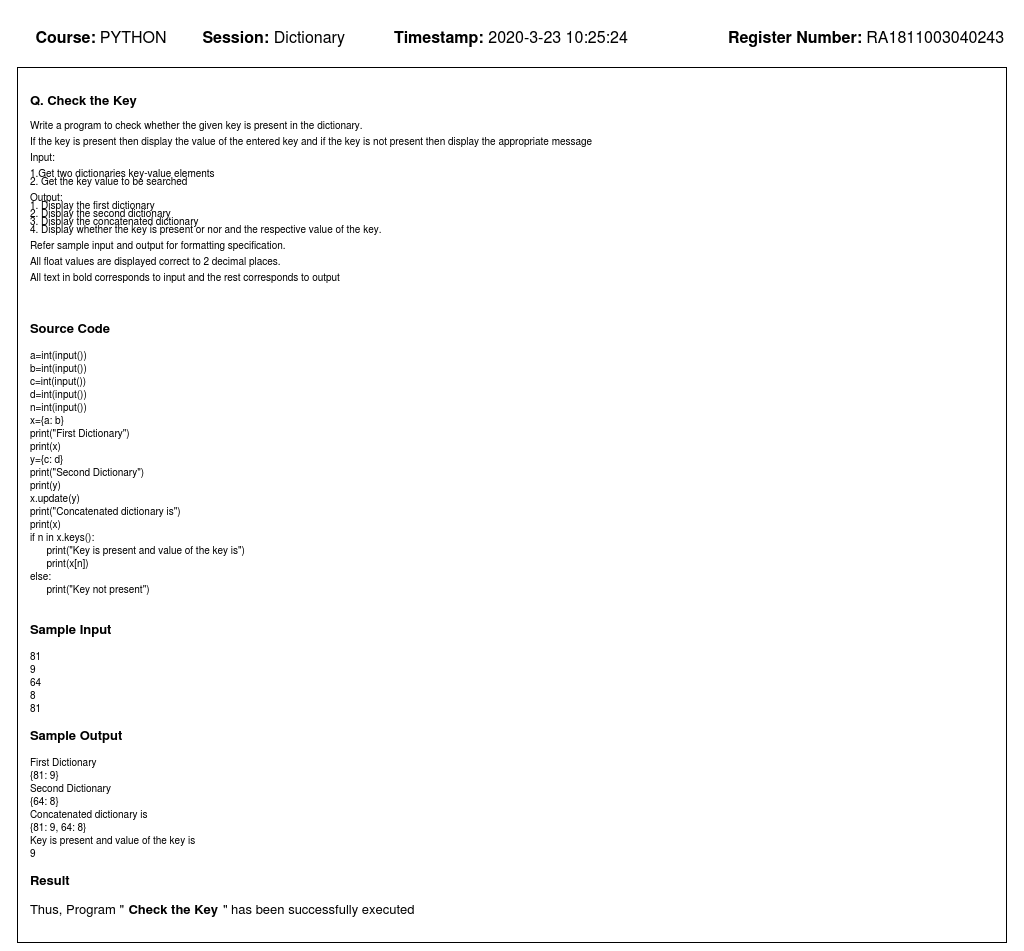 Course: PYTHON Session: Dictionary Timestamp: 2020-3-23 10:25:24 Register Number: RA1811003040243
Q. Check the Key
Write a program to check whether the given key is present in the dictionary.
If the key is present then display the value of the entered key and if the key is not present then display the appropriate message
Input:
1.Get two dictionaries key-value elements
2. Get the key value to be searched
Output:
1. Display the first dictionary
2. Display the second dictionary
3. Display the concatenated dictionary
4. Display whether the key is present or nor and the respective value of the key.
Refer sample input and output for formatting specification.
All float values are displayed correct to 2 decimal places.
All text in bold corresponds to input and the rest corresponds to output
Source Code
a=int(input())
b=int(input())
c=int(input())
d=int(input())
n=int(input())
x={a: b}
print("First Dictionary")
print(x)
y={c: d}
print("Second Dictionary")
print(y)
x.update(y)
print("Concatenated dictionary is")
print(x)
if n in x.keys():
    print("Key is present and value of the key is")
    print(x[n])
else:
    print("Key not present")
Sample Input
81
9
64
8
81
Sample Output
First Dictionary
{81: 9}
Second Dictionary
{64: 8}
Concatenated dictionary is
{81: 9, 64: 8}
Key is present and value of the key is
9
Result
Thus, Program " Check the Key " has been successfully executed